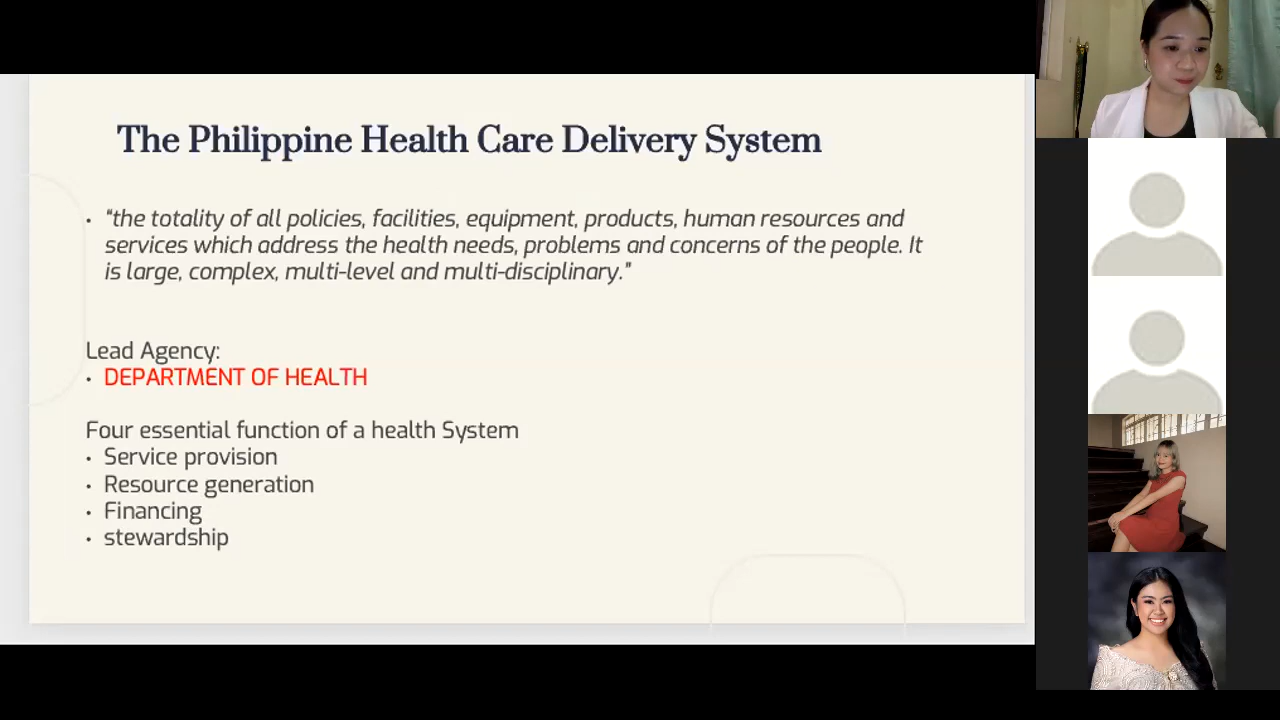 The Philippine Health Care Delivery System
• "the totality of all policies, facilities, equipment, products, human resources and
services which address the health needs, problems and concerns of the people. It
is large, complex, multi-level and multi-disciplinary."
Lead Agency:
• DEPARTMENT OF HEALTH
Four essential function of a health System
• Service provision
• Resource generation
• Financing
• stewardship